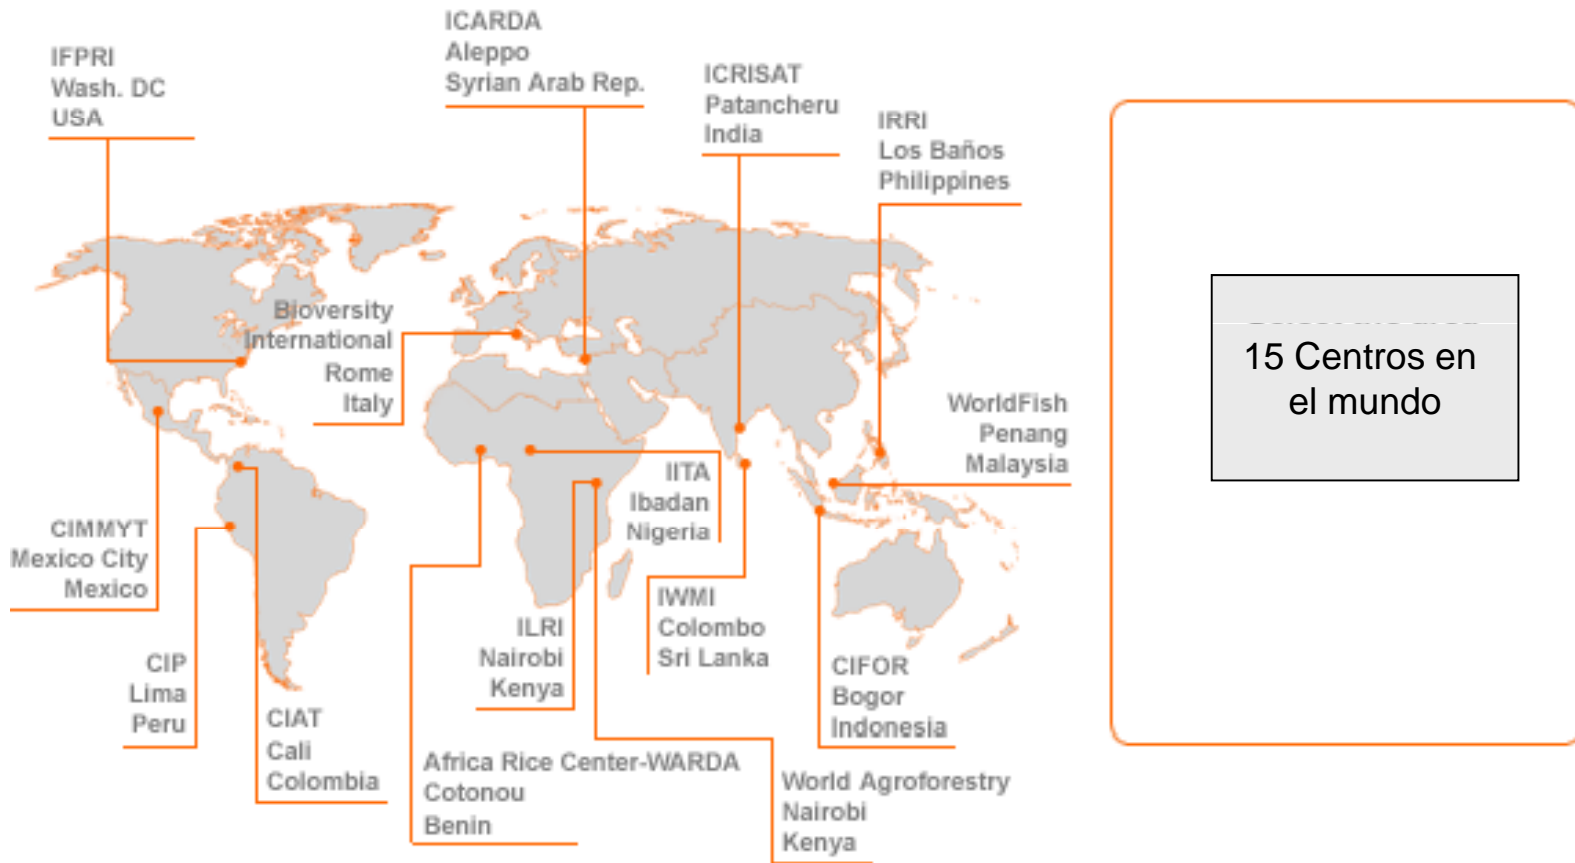 ICARDA
Aleppo
Syrian Arab Rep.
IFPRI
Wash. DC
USA
ICRISAT
Patancheru
India
IRRI
Los Baños
Philippines
Bioversity
International
Rome
Italy
15 Centros en
el mundo
WorldFish
Penang
Malaysia
IITA
Ibadan
Nigeria
CIMMYT
Mexico City
Mexico
IWMI
Colombo
Sri Lanka
ILRI
Nairobi
Kenya
CIP
Lima
Peru
CIFOR
Bogor
Indonesia
CIAT
Cali
Colombia
Africa Rice Center-WARDA
Cotonou
Benin
World Agroforestry
Nairobi
Kenya